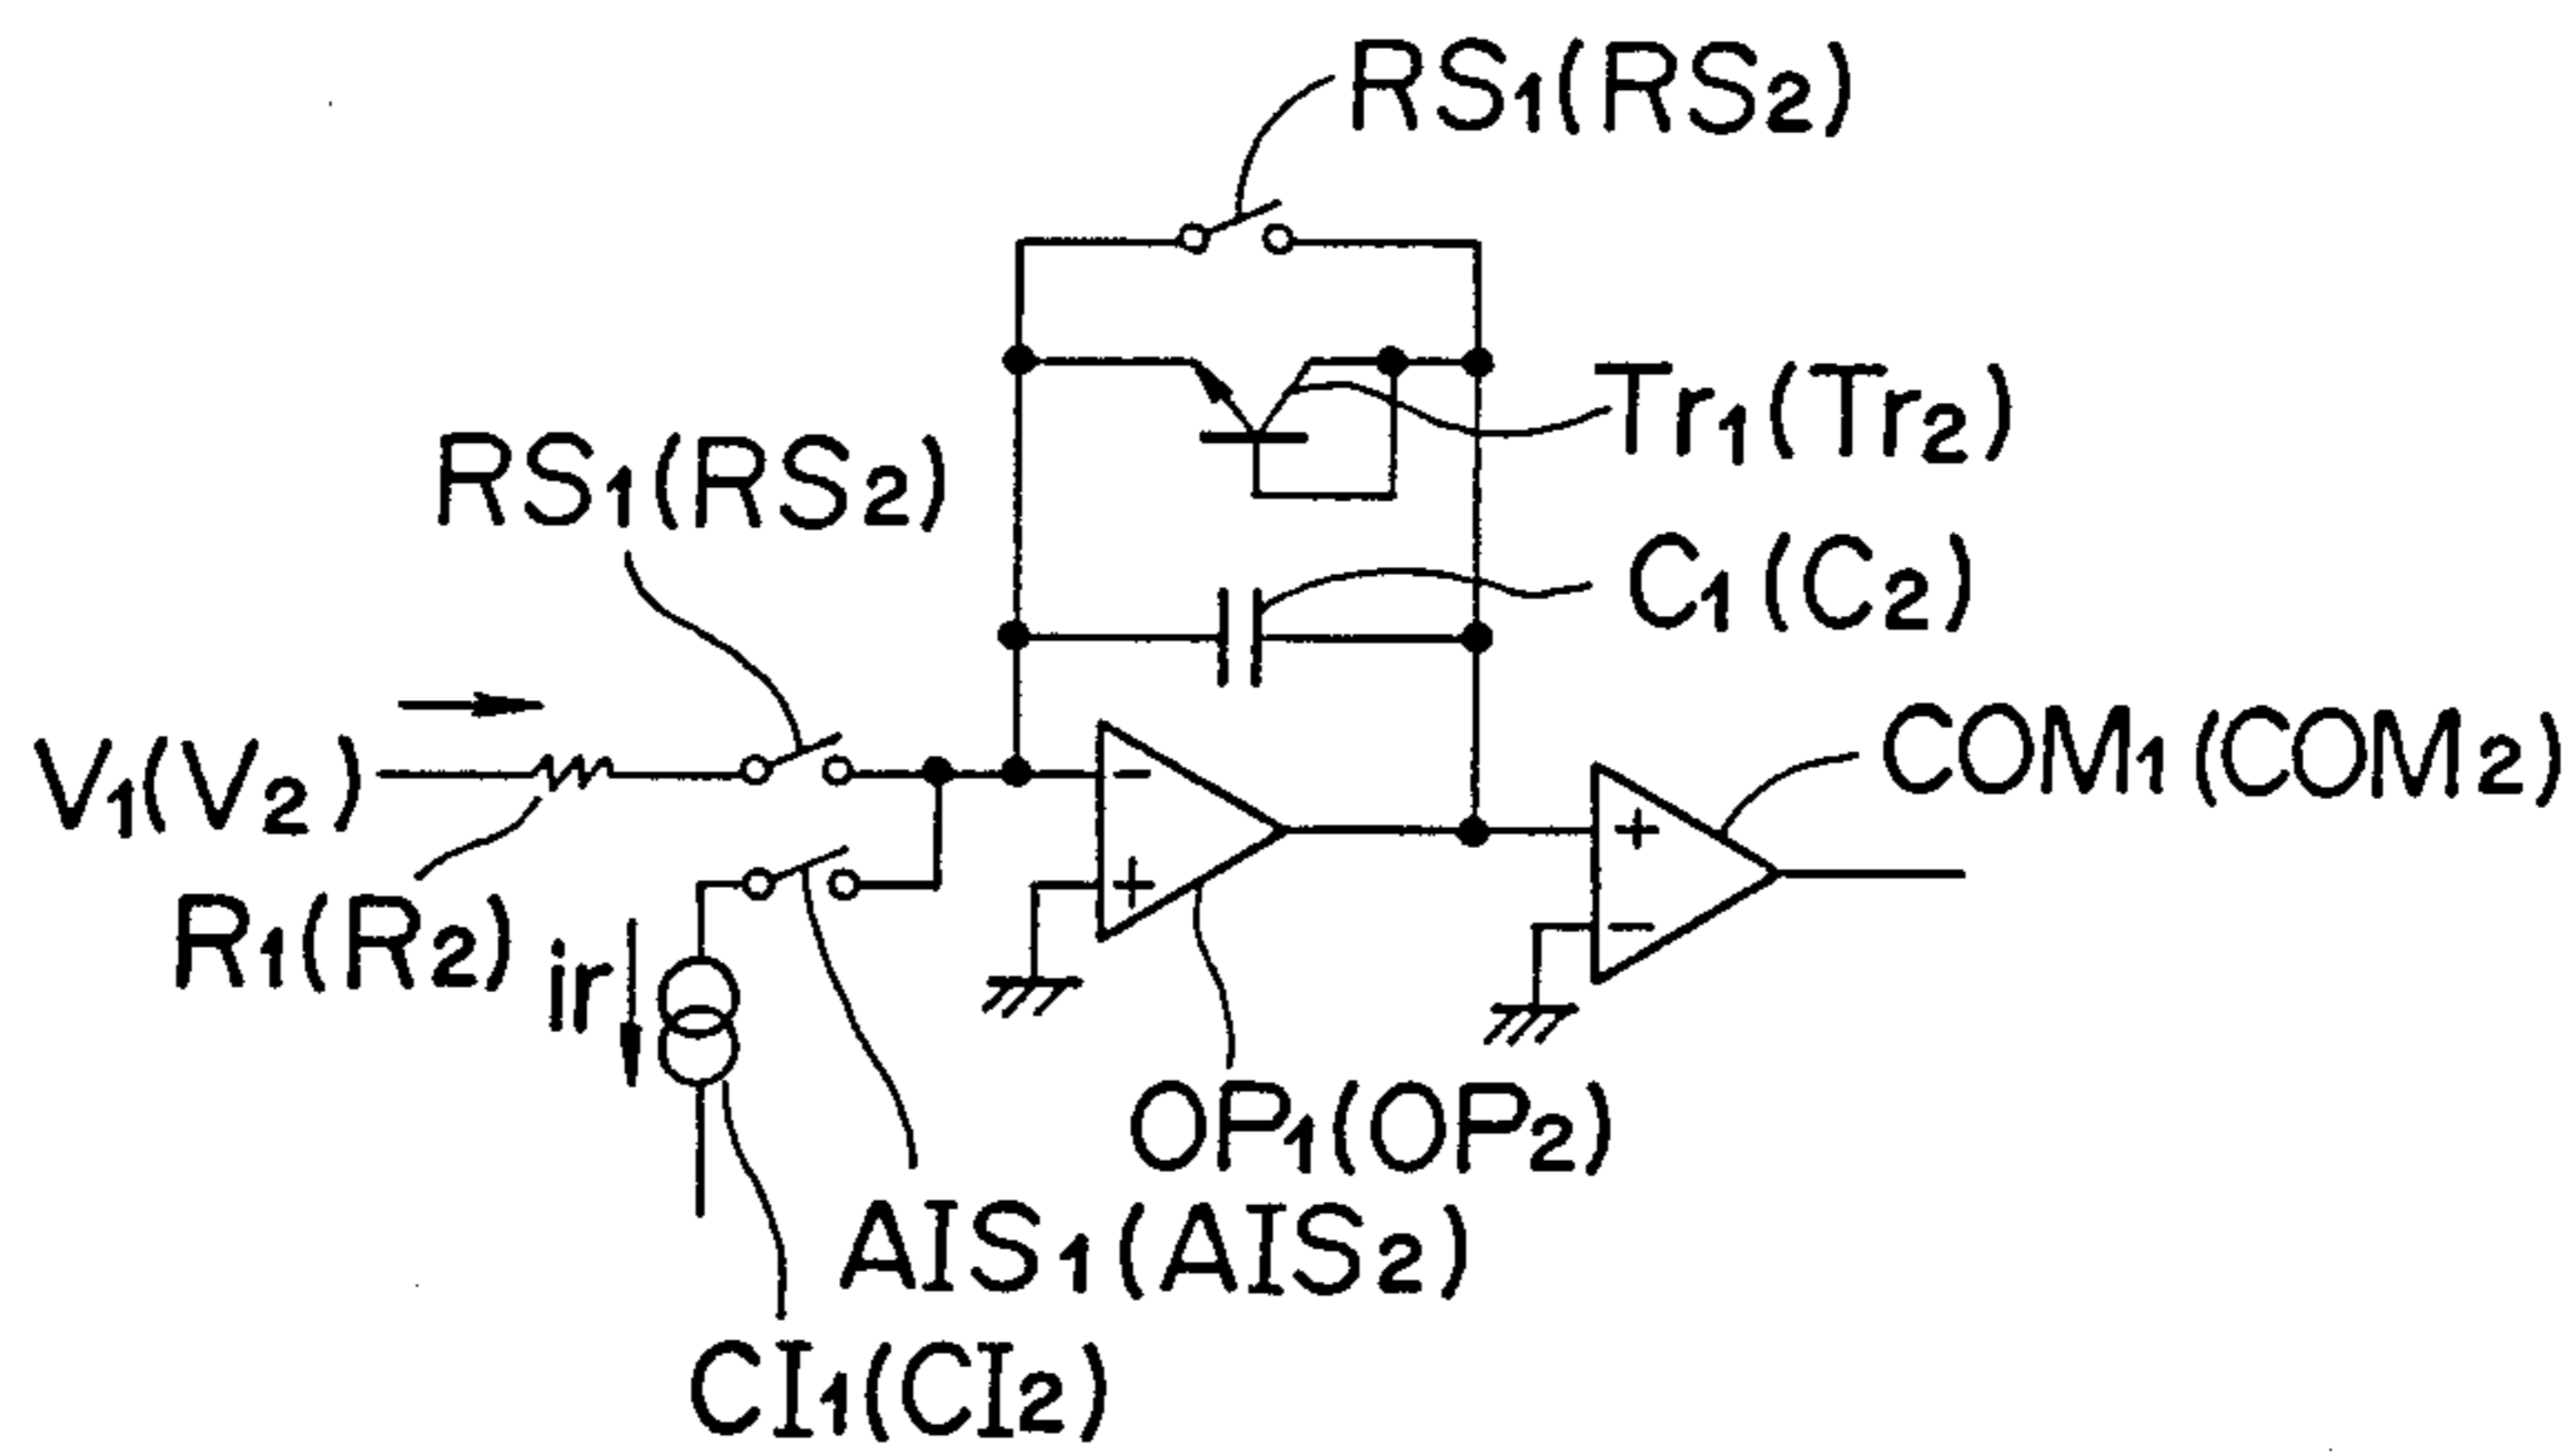 RS1(RS2)
Tr1(Tr2)
RS1(RS2)
C1(C2)
V1(V2)
COM1(COM2)
R1(R2)
ir
OP1(OP2)
AIS1(AIS2)
CI1(CI2)